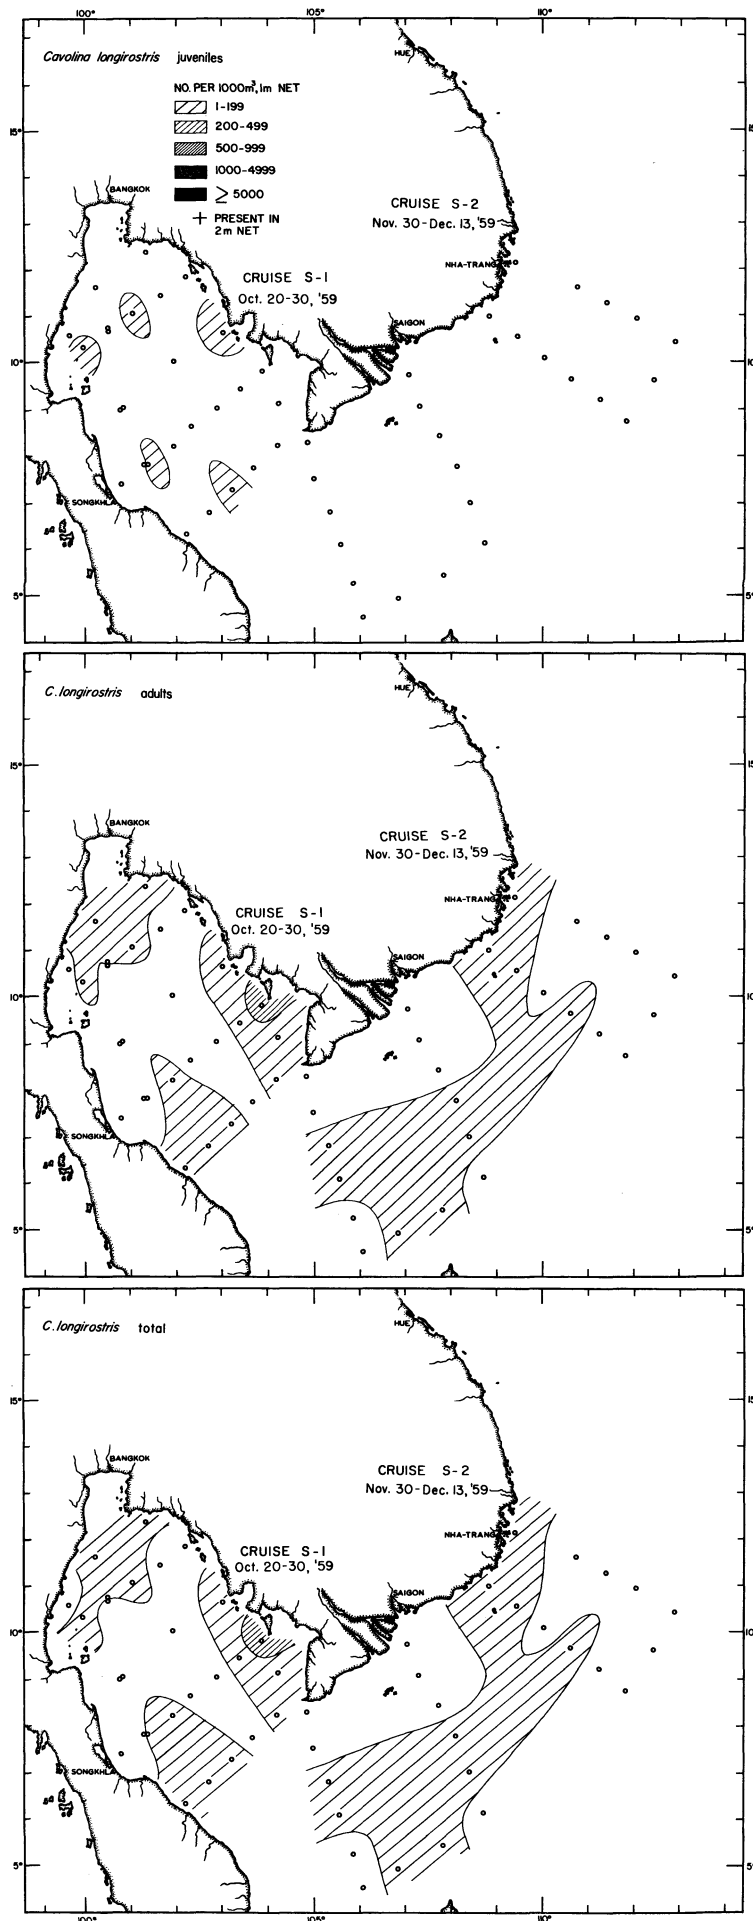 100°
105°
110°
Cavolina longirostris juveniles
HUE
NO. PER 1000m³, 1m NET
1-199
200-499
500-999
1000-4999
≥ 5000
+ PRESENT IN
2m NET
15°
BANGKOK
CRUISE S-2
Nov. 30-Dec. 13, '59
NHA-TRANG
CRUISE S-1
Oct. 20-30, '59
SAIGON
10°
SONGKHLA
5°
5°
C. longirostris adults
HUE
15°
BANGKOK
CRUISE S-2
Nov. 30-Dec. 13, '59
NHA-TRANG
CRUISE S-1
Oct. 20-30, '59
SAIGON
10°
SONGKHLA
5°
C. longirostris total
HUE
15°
BANGKOK
CRUISE S-2
Nov. 30-Dec. 13, '59
NHA-TRANG
CRUISE S-1
Oct. 20-30, '59
SAIGON
10°
SONGKHLA
5°
100°
105°
110°